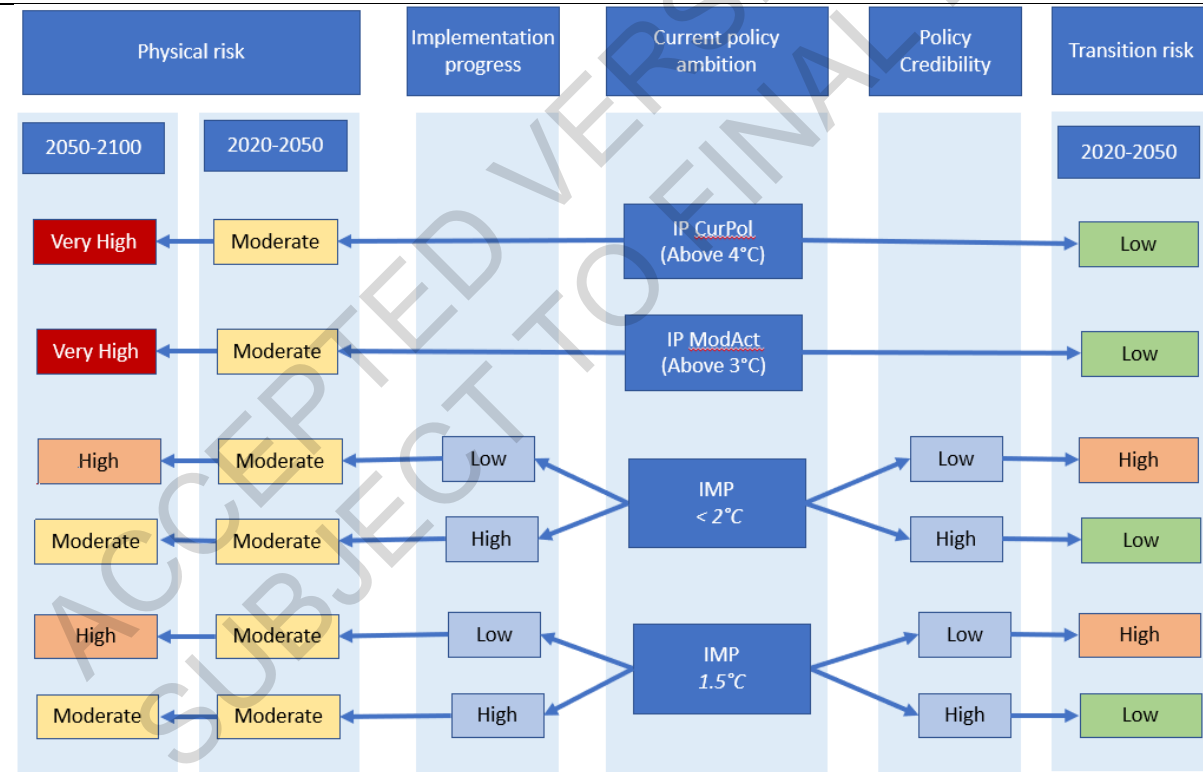 Physical risk
Implementation
progress
Current policy
ambition
Policy
Credibility
Transition risk
2050-2100
2020-2050
2020-2050
Very High
Moderate
IP CurPol
(Above 4°C)
Low
Very High
Moderate
IP ModAct
(Above 3°C)
Low
High
Moderate
Low
IMP
< 2°C
Low
High
Moderate
Moderate
High
High
Low
High
Moderate
Low
IMP
1.5°C
Low
High
Moderate
Moderate
High
High
Low
ACCEPTED VERS
SUBJECT TO FINAL